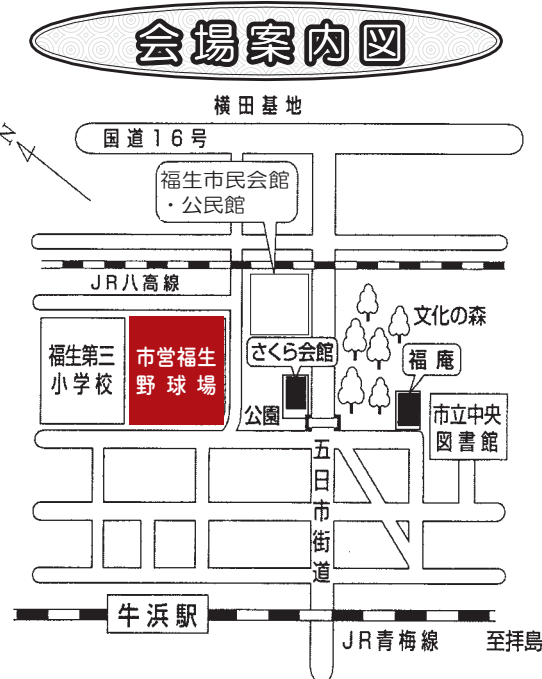 会場案内図
横田基地
国道16号
N
福生市民会館
・公民館
JR八高線
文化の森
福生第三
小学校
市営福生
野球場
さくら会館
福庵
公園
市立中央
図書館
五日市街道
牛浜駅
JR青梅線
至拝島